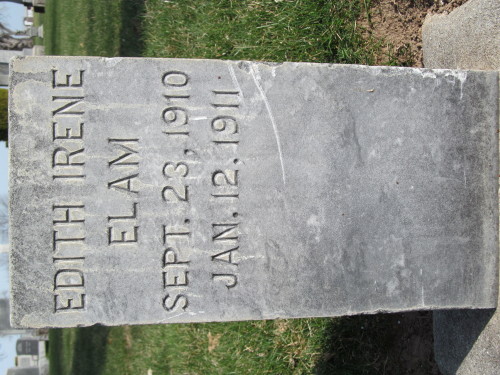 EDITH IRENE
ELAM
SEPT. 23, 1910
JAN. 12, 1911